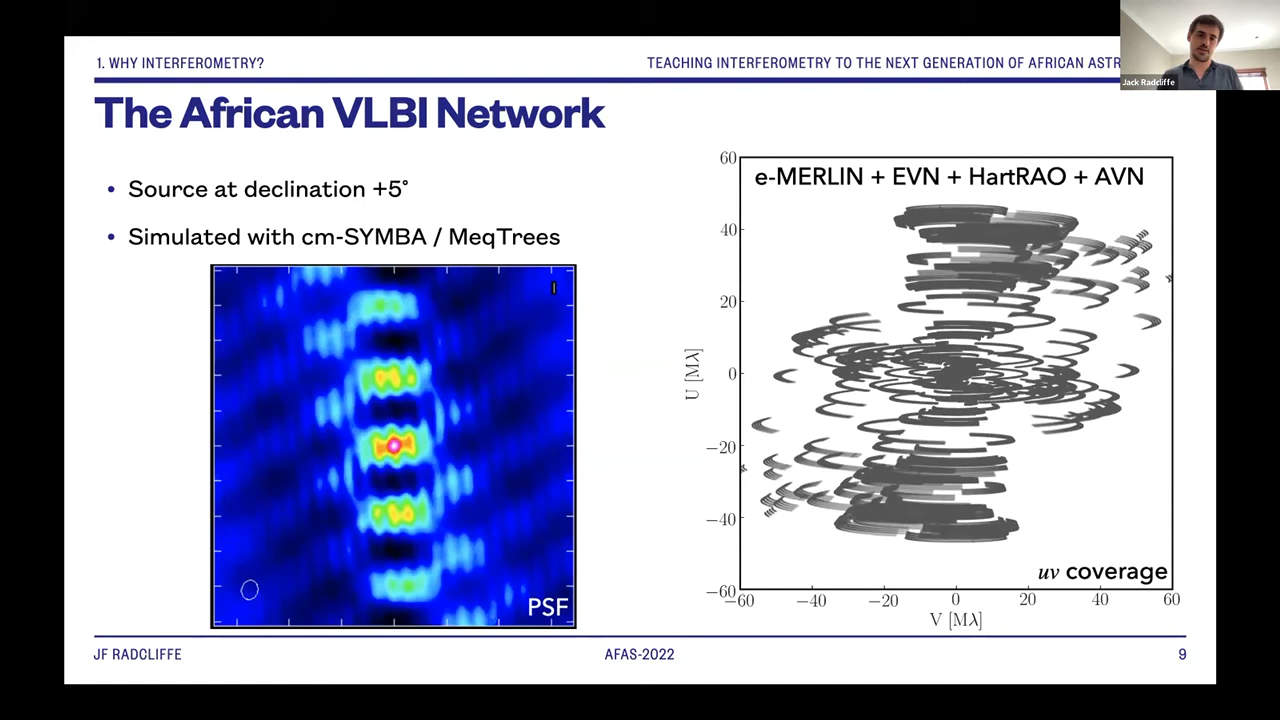 1. WHY INTERFEROMETRY?
TEACHING INTERFEROMETRY TO THE NEXT GENERATION OF AFRICAN
Jack Radcliffe
The African VLBI Network
• Source at declination +5°
• Simulated with cm-SYMBA / MeqTrees
I
PSF
e-MERLIN + EVN + HartRAO + AVN
60
40
20
0
−20
−40
−60
U [Mλ]
uv coverage
−60 −40 −20 0 20 40 60
V [Mλ]
JF RADCLIFFE
AFAS-2022
9